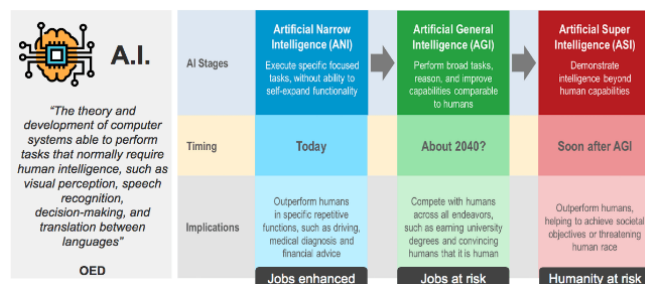 A.I.
“The theory and
development of computer
systems able to perform
tasks that normally require
human intelligence, such as
visual perception, speech
recognition,
decision-making, and
translation between
languages”
OED
AI Stages
Artificial Narrow
Intelligence (ANI)
Execute specific focused
tasks, without ability to
self-expand functionality
Artificial General
Intelligence (AGI)
Perform broad tasks,
reason, and improve
capabilities comparable
to humans
Artificial Super
Intelligence (ASI)
Demonstrate
intelligence beyond
human capabilities
Timing
Today
About 2040?
Soon after AGI
Implications
Outperform humans
in specific repetitive
functions, such as driving,
medical diagnosis and
financial advice
Compete with humans
across all endeavors,
such as earning university
degrees and convincing
humans that it is human
Outperform humans,
helping to achieve societal
objectives or threatening
human race
Jobs enhanced
Jobs at risk
Humanity at risk